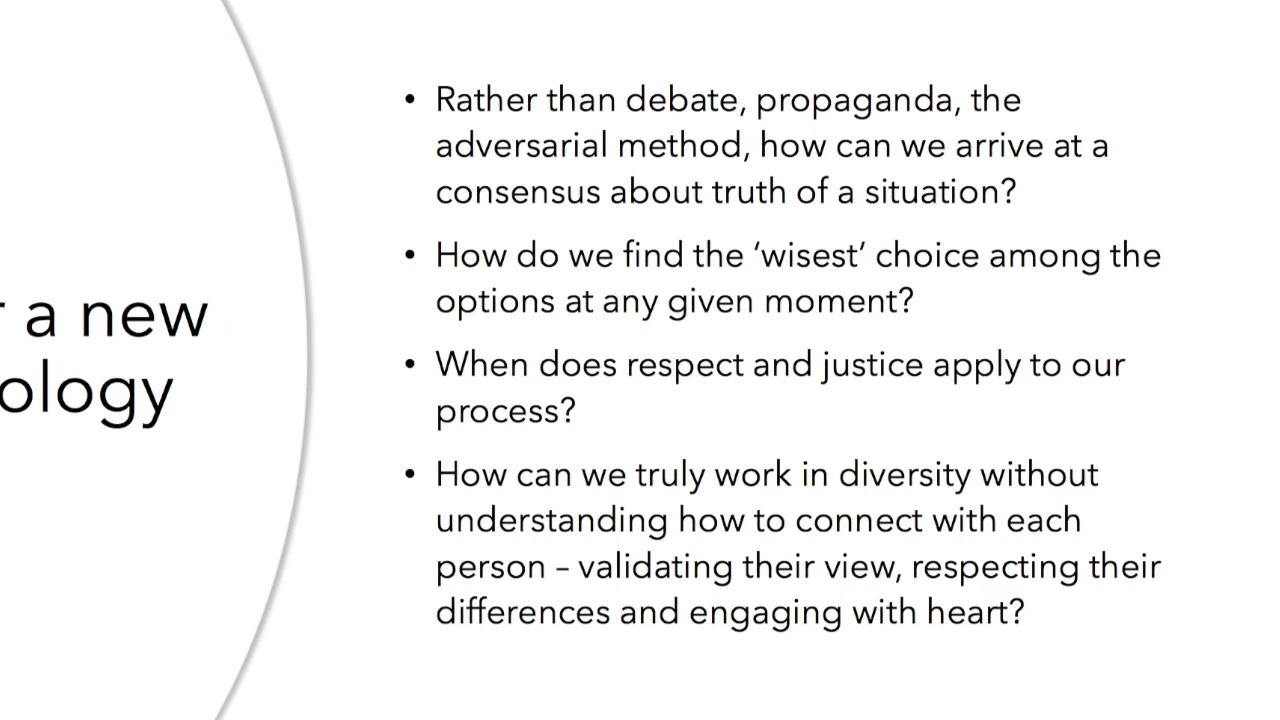 a new
ology
• Rather than debate, propaganda, the
adversarial method, how can we arrive at a
consensus about truth of a situation?
• How do we find the ‘wisest’ choice among the
options at any given moment?
• When does respect and justice apply to our
process?
• How can we truly work in diversity without
understanding how to connect with each
person – validating their view, respecting their
differences and engaging with heart?